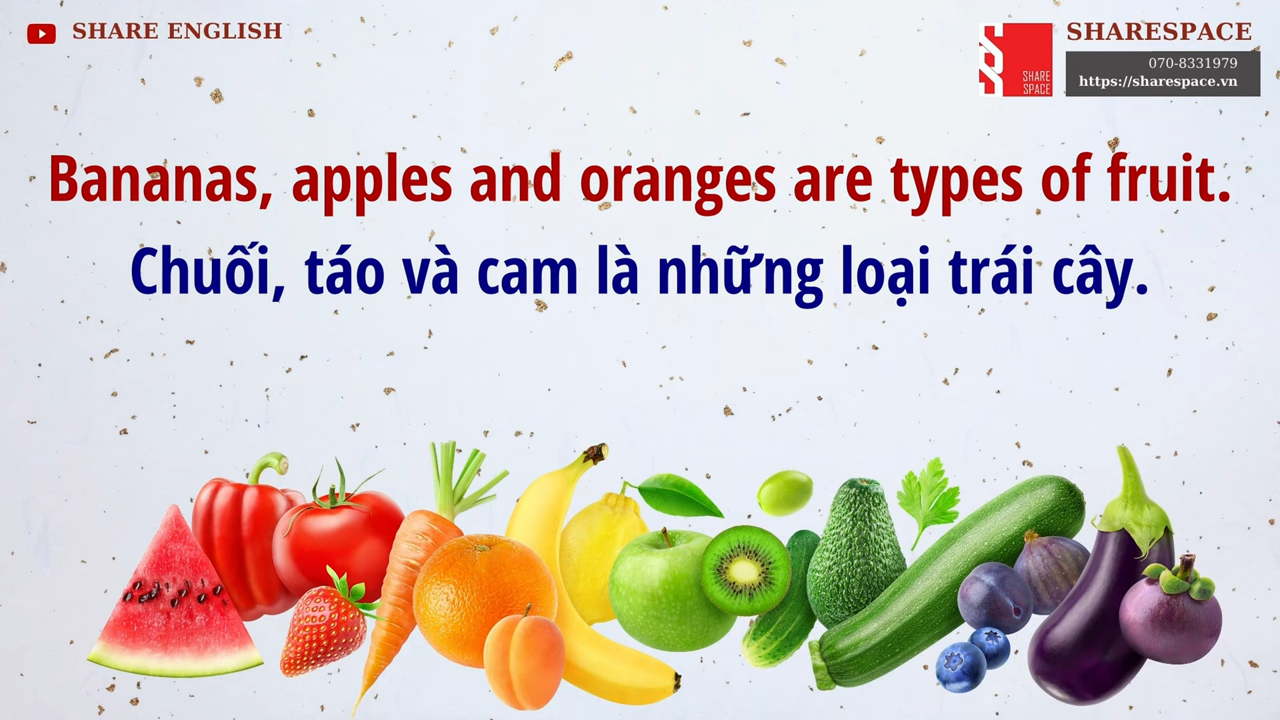 SHARE ENGLISH
SHARESPACE
SHARE
SPACE
070-8331979
https://sharespace.vn
Bananas, apples and oranges are types of fruit.
Chuối, táo và cam là những loại trái cây.